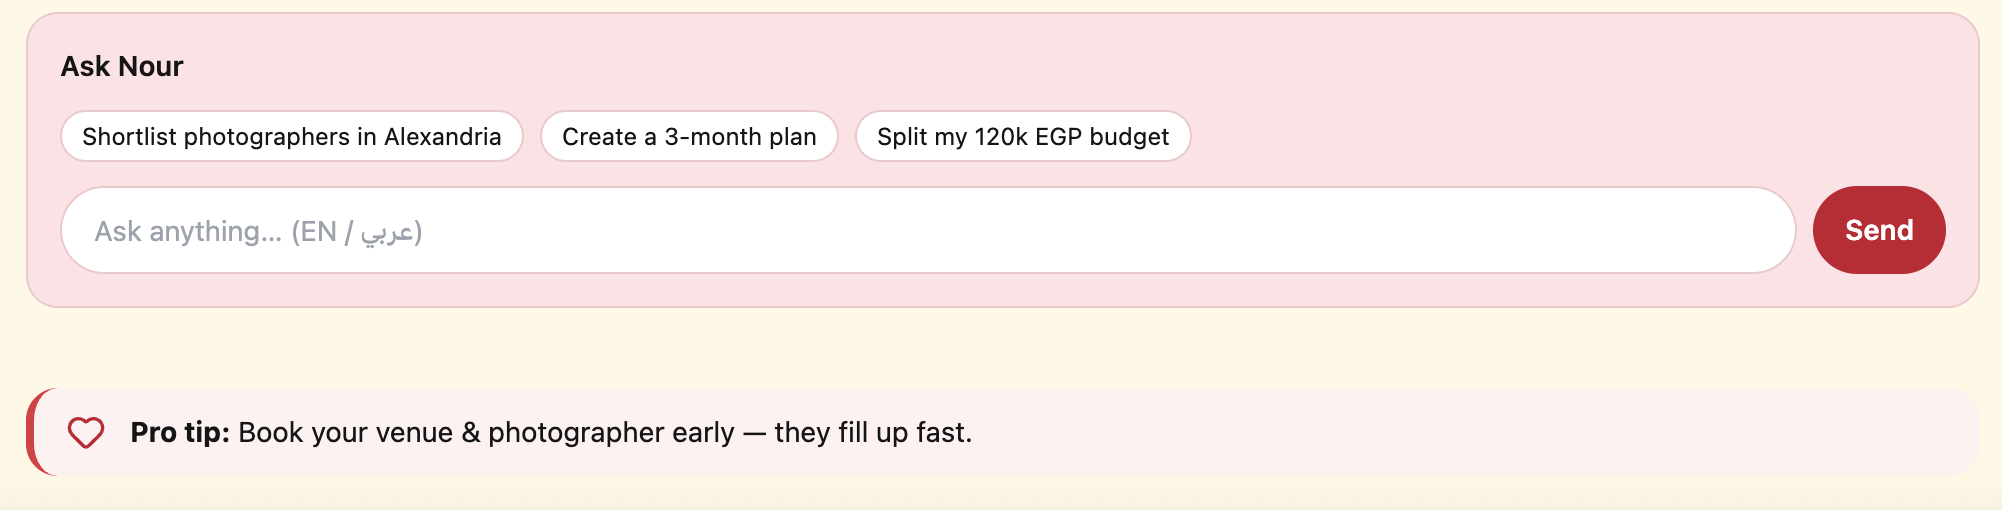 Ask Nour
Shortlist photographers in Alexandria
Create a 3-month plan
Split my 120k EGP budget
Ask anything... (EN / عربي)
Send
Pro tip: Book your venue & photographer early — they fill up fast.